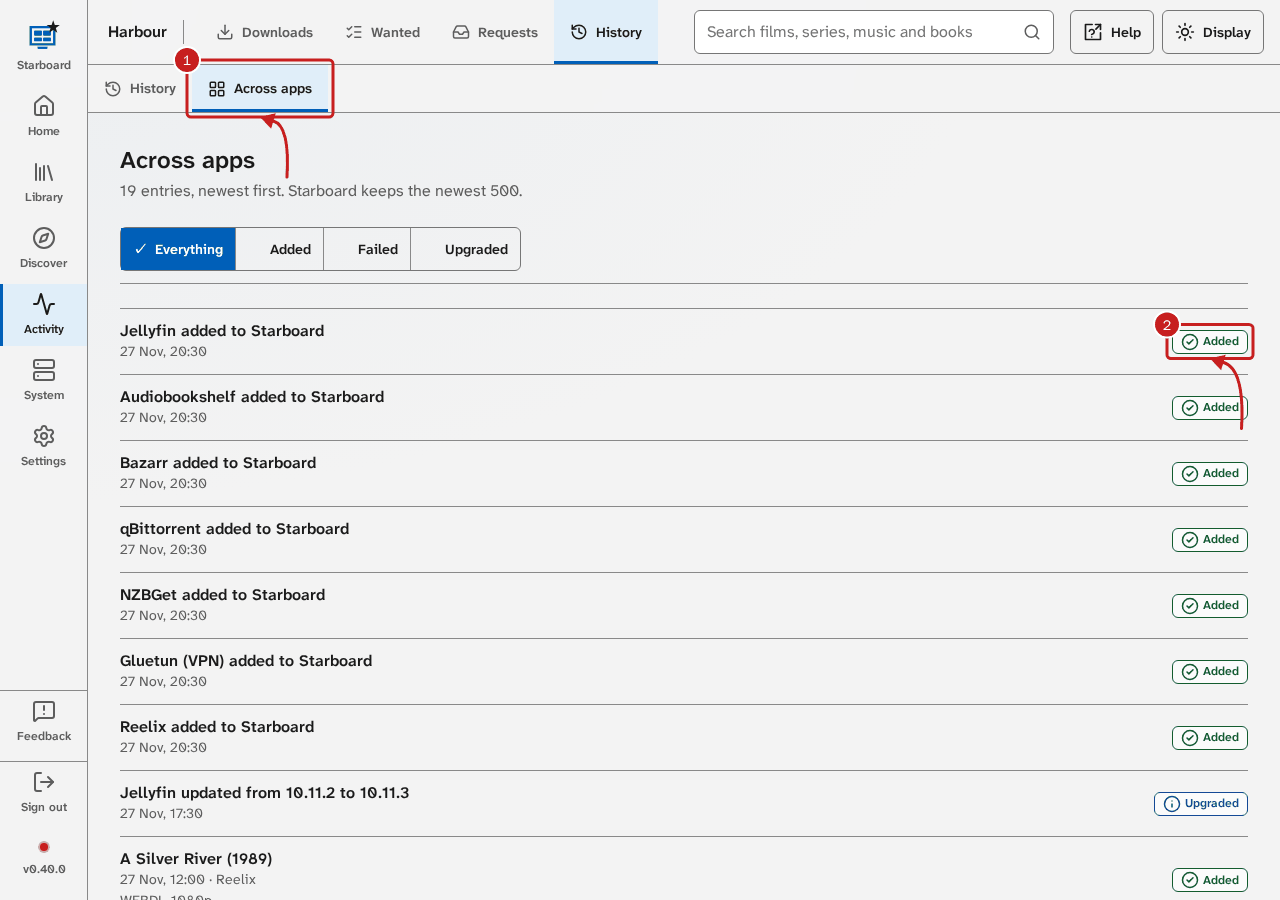 Starboard
Home
Library
Discover
Activity
System
Settings
Feedback
Sign out
v0.40.0
Harbour
Downloads
Wanted
Requests
History
Search films, series, music and books
Help
Display
1
History
Across apps
Across apps
19 entries, newest first. Starboard keeps the newest 500.
✓ Everything
Added
Failed
Upgraded
Jellyfin added to Starboard
27 Nov, 20:30
2
Added
Audiobookshelf added to Starboard
27 Nov, 20:30
Added
Bazarr added to Starboard
27 Nov, 20:30
Added
qBittorrent added to Starboard
27 Nov, 20:30
Added
NZBGet added to Starboard
27 Nov, 20:30
Added
Gluetun (VPN) added to Starboard
27 Nov, 20:30
Added
Reelix added to Starboard
27 Nov, 20:30
Added
Jellyfin updated from 10.11.2 to 10.11.3
27 Nov, 17:30
Upgraded
A Silver River (1989)
27 Nov, 12:00 · Reelix
WEBDL-1080p
Added